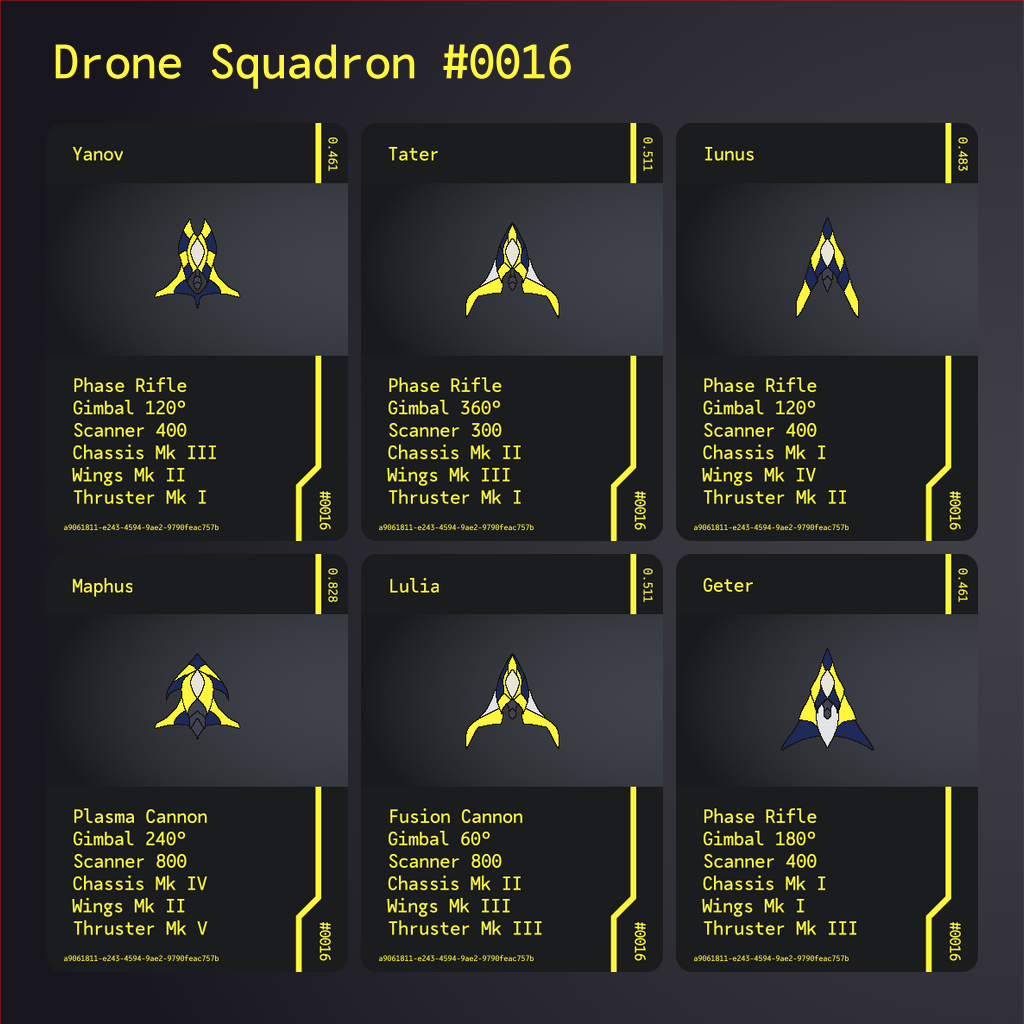 Drone Squadron #0016
Yanov
0.461
Phase Rifle
Gimbal 120º
Scanner 400
Chassis Mk III
Wings Mk II
Thruster Mk I
#0016
a9061811-e243-4594-9ae2-9790feac757b
Tater
0.511
Phase Rifle
Gimbal 360º
Scanner 300
Chassis Mk II
Wings Mk III
Thruster Mk I
#0016
a9061811-e243-4594-9ae2-9790feac757b
Iunus
0.483
Phase Rifle
Gimbal 120º
Scanner 400
Chassis Mk I
Wings Mk IV
Thruster Mk II
#0016
a9061811-e243-4594-9ae2-9790feac757b
Maphus
0.828
Plasma Cannon
Gimbal 240º
Scanner 800
Chassis Mk IV
Wings Mk II
Thruster Mk V
#0016
a9061811-e243-4594-9ae2-9790feac757b
Lulia
0.511
Fusion Cannon
Gimbal 60º
Scanner 800
Chassis Mk II
Wings Mk III
Thruster Mk III
#0016
a9061811-e243-4594-9ae2-9790feac757b
Geter
0.461
Phase Rifle
Gimbal 180º
Scanner 400
Chassis Mk I
Wings Mk I
Thruster Mk III
#0016
a9061811-e243-4594-9ae2-9790feac757b